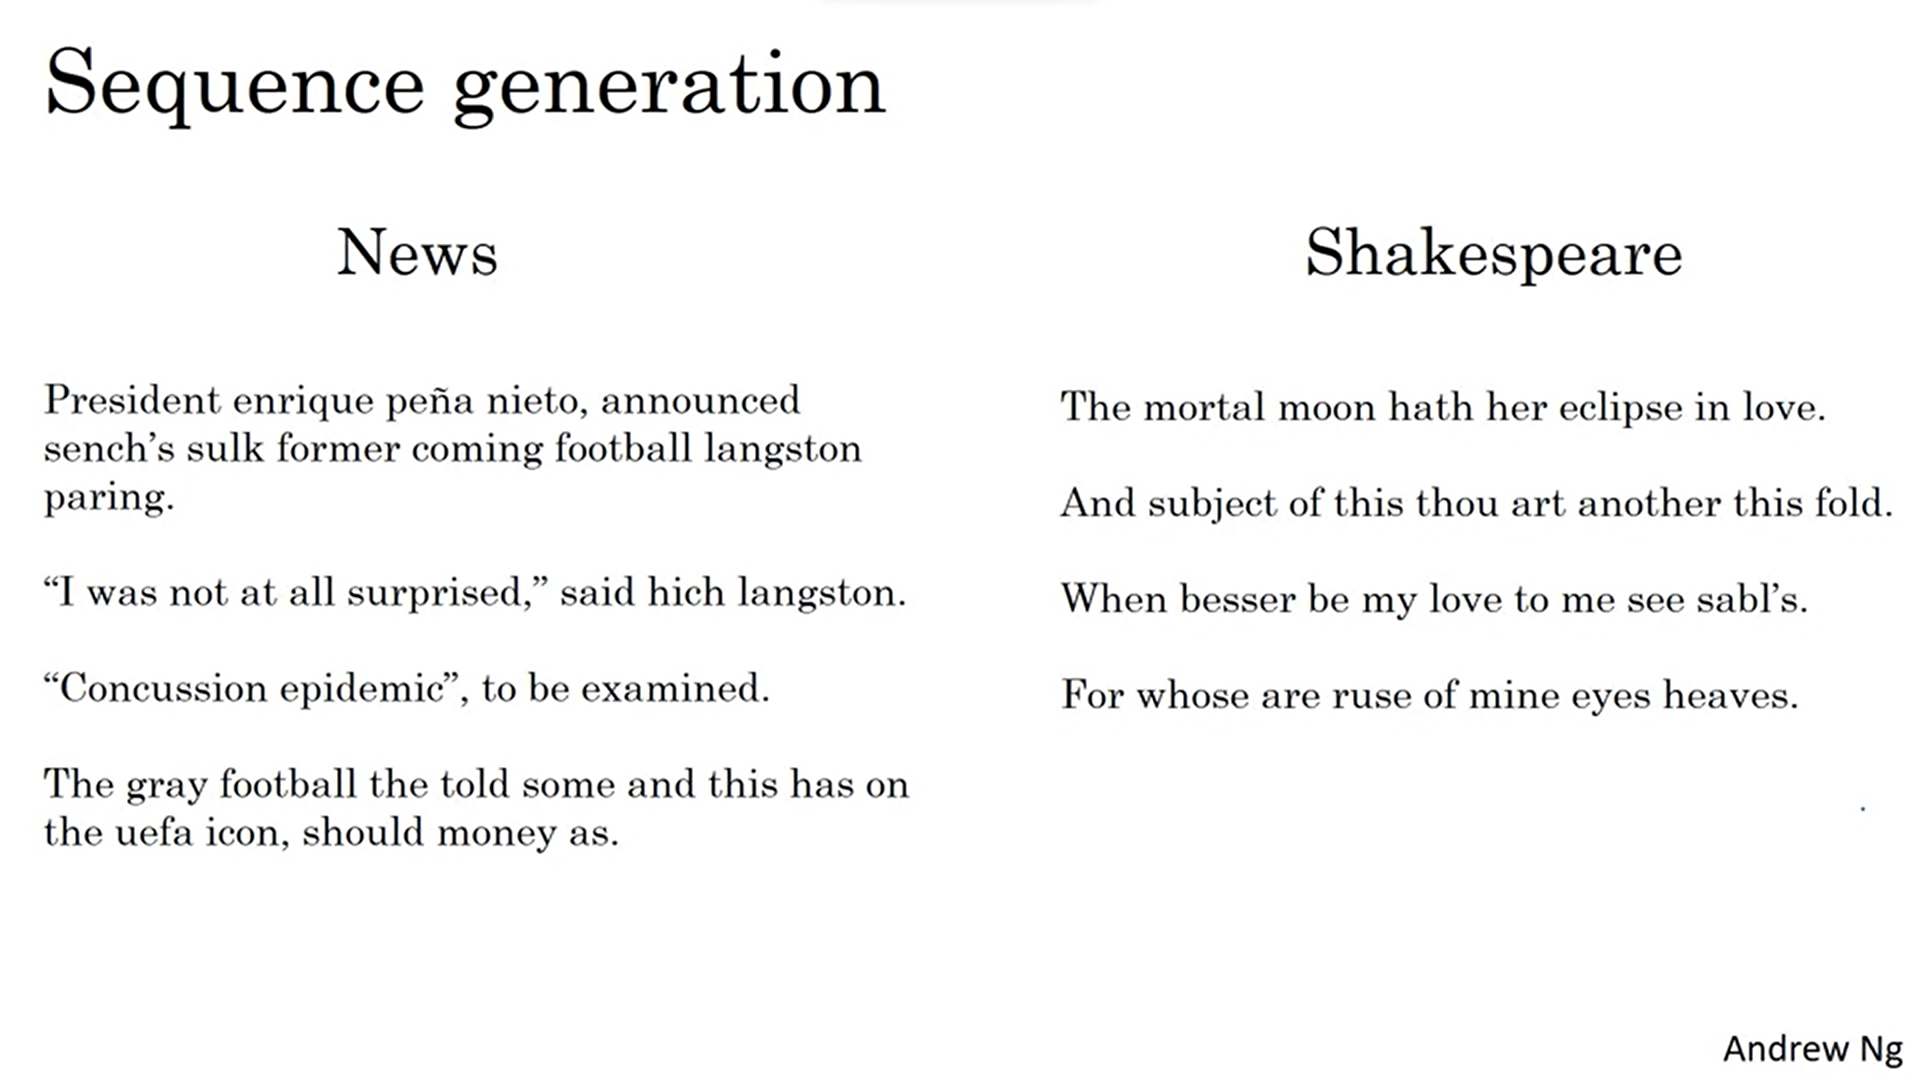 Sequence generation
News
President enrique peña nieto, announced
sench’s sulk former coming football langston
paring.
“I was not at all surprised,” said hich langston.
“Concussion epidemic”, to be examined.
The gray football the told some and this has on
the uefa icon, should money as.
Shakespeare
The mortal moon hath her eclipse in love.
And subject of this thou art another this fold.
When besser be my love to me see sabl’s.
For whose are ruse of mine eyes heaves.
Andrew Ng